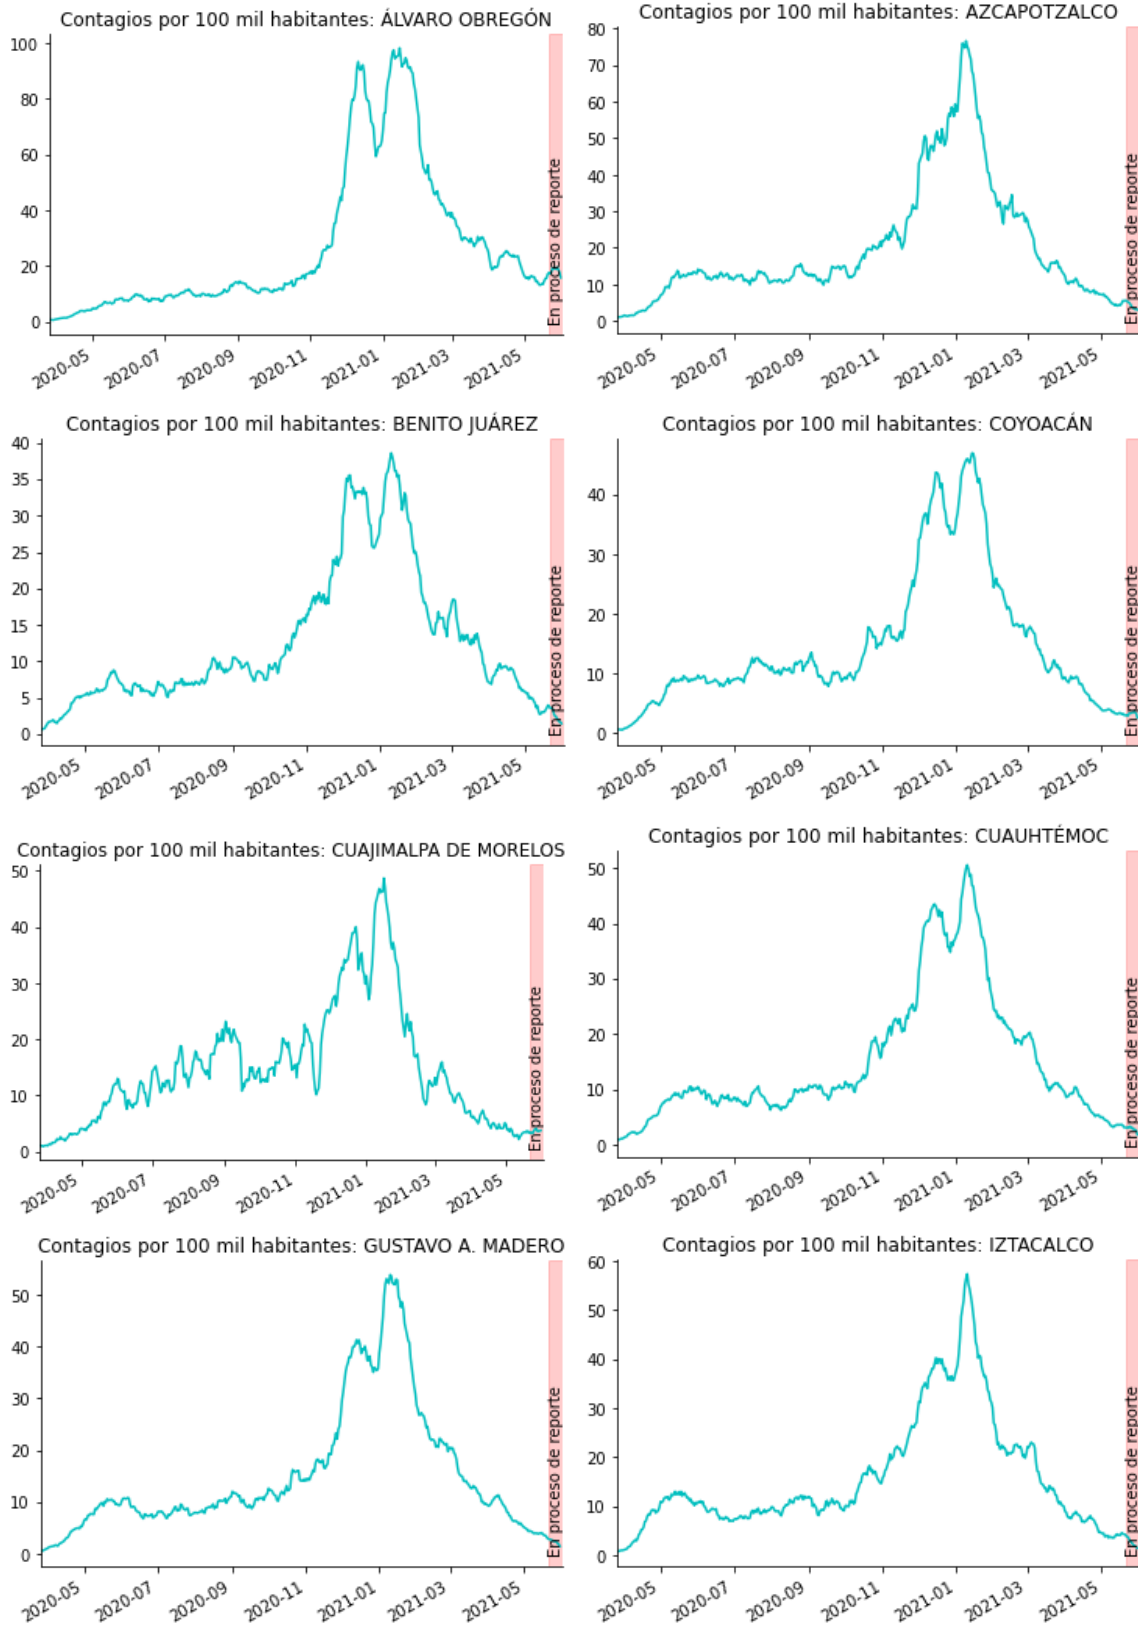 Contagios por 100 mil habitantes: ÁLVARO OBREGÓN
100
80
60
40
20
0
En proceso de reporte
2020-05 2020-07 2020-09 2020-11 2021-01 2021-03 2021-05
Contagios por 100 mil habitantes: AZCAPOTZALCO
80
70
60
50
40
30
20
10
0
En proceso de reporte
2020-05 2020-07 2020-09 2020-11 2021-01 2021-03 2021-05
Contagios por 100 mil habitantes: BENITO JUÁREZ
40
35
30
25
20
15
10
5
0
En proceso de reporte
2020-05 2020-07 2020-09 2020-11 2021-01 2021-03 2021-05
Contagios por 100 mil habitantes: COYOACÁN
40
30
20
10
0
En proceso de reporte
2020-05 2020-07 2020-09 2020-11 2021-01 2021-03 2021-05
Contagios por 100 mil habitantes: CUAJIMALPA DE MORELOS
50
40
30
20
10
0
En proceso de reporte
2020-05 2020-07 2020-09 2020-11 2021-01 2021-03 2021-05
Contagios por 100 mil habitantes: CUAUHTÉMOC
50
40
30
20
10
0
En proceso de reporte
2020-05 2020-07 2020-09 2020-11 2021-01 2021-03 2021-05
Contagios por 100 mil habitantes: GUSTAVO A. MADERO
50
40
30
20
10
0
En proceso de reporte
2020-05 2020-07 2020-09 2020-11 2021-01 2021-03 2021-05
Contagios por 100 mil habitantes: IZTACALCO
60
50
40
30
20
10
0
En proceso de reporte
2020-05 2020-07 2020-09 2020-11 2021-01 2021-03 2021-05